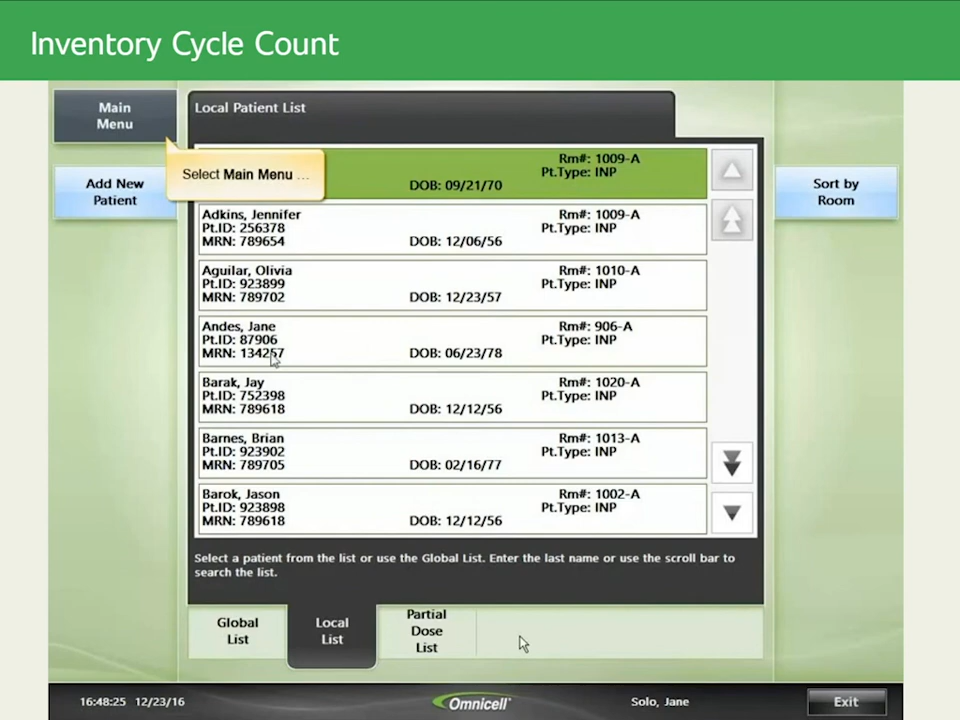 Inventory Cycle Count
Main
Menu
Local Patient List
Select Main Menu ...
Add New
Patient
Sort by
Room
Rm#: 1009-A
Pt.Type: INP
DOB: 09/21/70
Adkins, Jennifer
Rm#: 1009-A
Pt.ID: 256378
Pt.Type: INP
MRN: 789654
DOB: 12/06/56
Aguilar, Olivia
Rm#: 1010-A
Pt.ID: 923899
Pt.Type: INP
MRN: 789702
DOB: 12/23/57
Andes, Jane
Rm#: 906-A
Pt.ID: 87906
Pt.Type: INP
MRN: 134257
DOB: 06/23/78
Barak, Jay
Rm#: 1020-A
Pt.ID: 752398
Pt.Type: INP
MRN: 789618
DOB: 12/12/56
Barnes, Brian
Rm#: 1013-A
Pt.ID: 923902
Pt.Type: INP
MRN: 789705
DOB: 02/16/77
Barok, Jason
Rm#: 1002-A
Pt.ID: 923898
Pt.Type: INP
MRN: 789618
DOB: 12/12/56
Select a patient from the list or use the Global List. Enter the last name or use the scroll bar to
search the list.
Global
List
Local
List
Partial
Dose
List
16:48:25 12/23/16
Omnicell
Solo, Jane
Exit